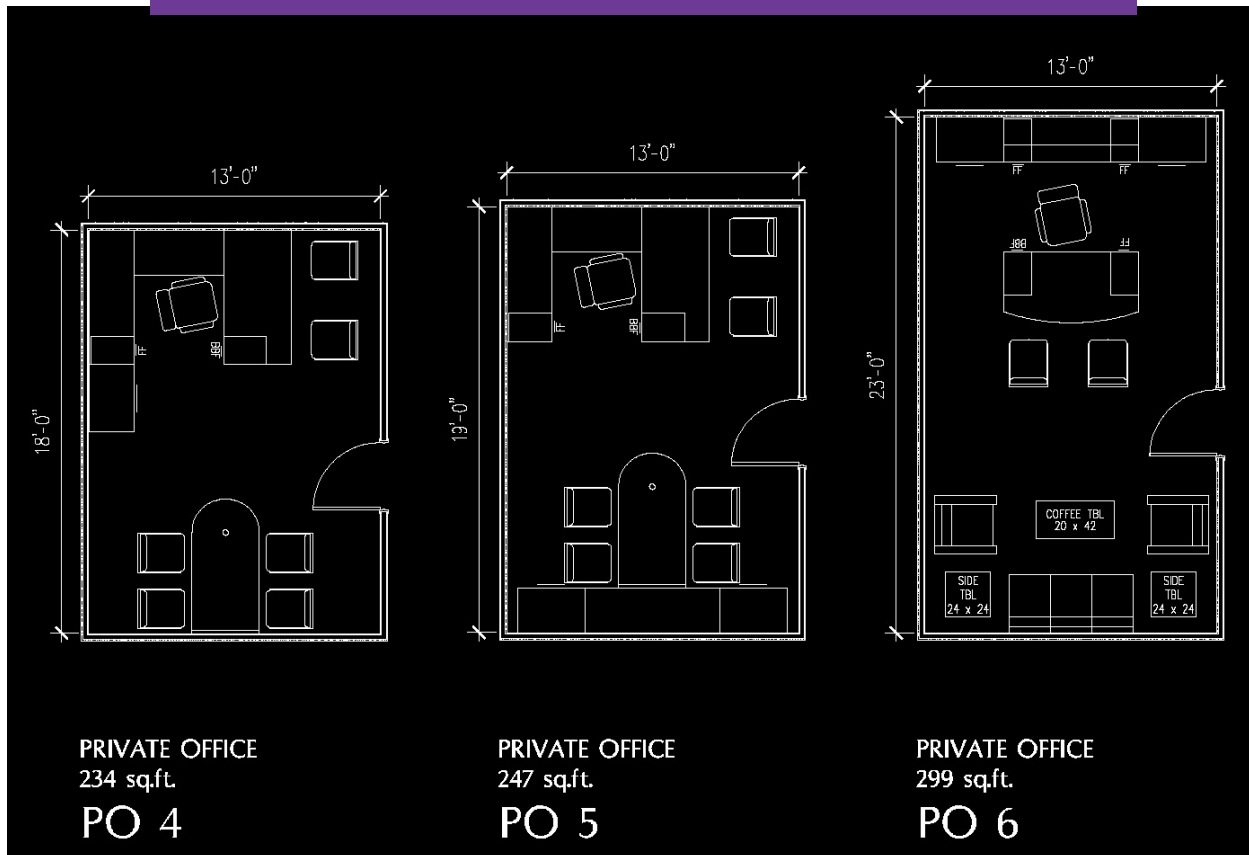 13'-0"
18'-0"
FF
BBF
PRIVATE OFFICE
234 sq.ft.
PO 4
13'-0"
19'-0"
FF
BBF
PRIVATE OFFICE
247 sq.ft.
PO 5
13'-0"
23'-0"
FF
FF
BBF
FF
COFFEE TBL
20 x 42
SIDE
TBL
24 x 24
SIDE
TBL
24 x 24
PRIVATE OFFICE
299 sq.ft.
PO 6